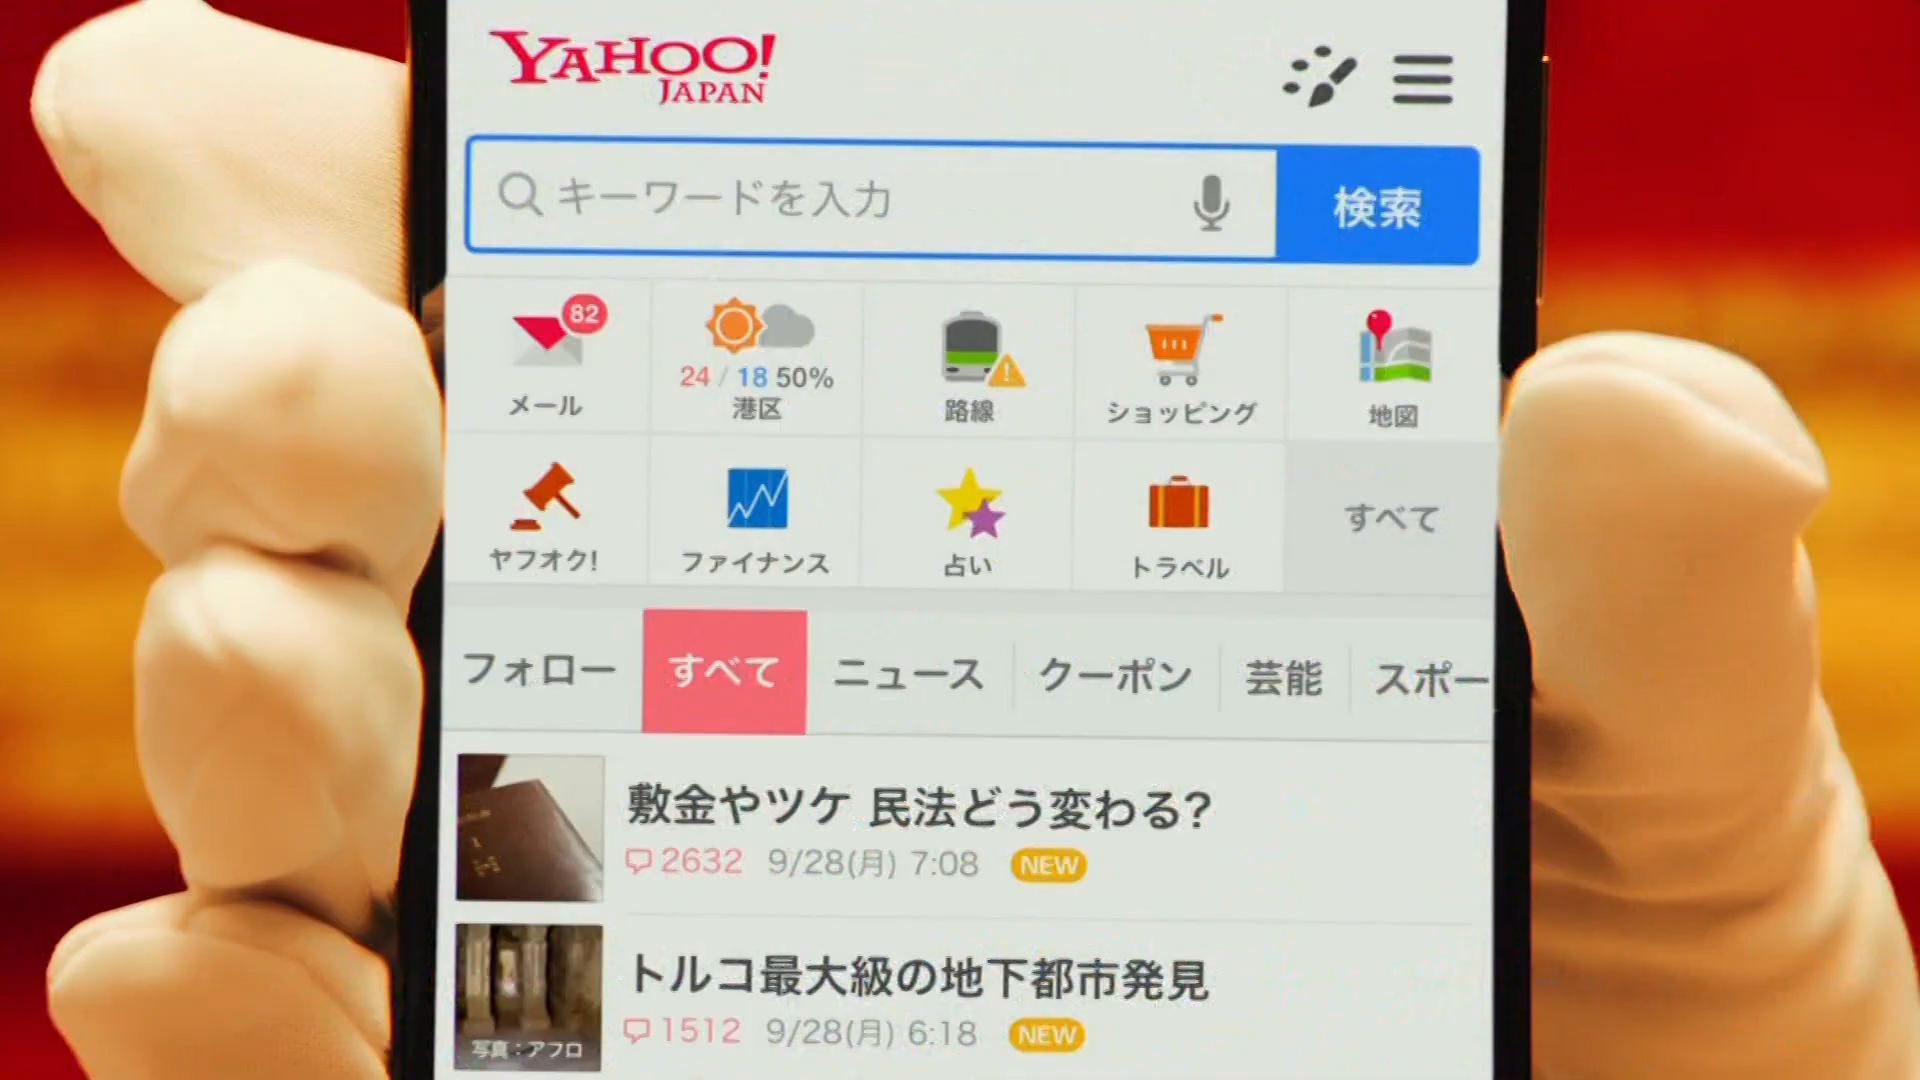 YAHOO!
JAPAN
キーワードを入力
検索
82
メール
24 / 18 50%
港区
路線
ショッピング
地図
ヤフオク!
ファイナンス
占い
トラベル
すべて
フォロー すべて ニュース クーポン 芸能 スポー
敷金やツケ 民法どう変わる?
2632 9/28(月) 7:08 NEW
トルコ最大級の地下都市発見
写真:アフロ
1512 9/28(月) 6:18 NEW